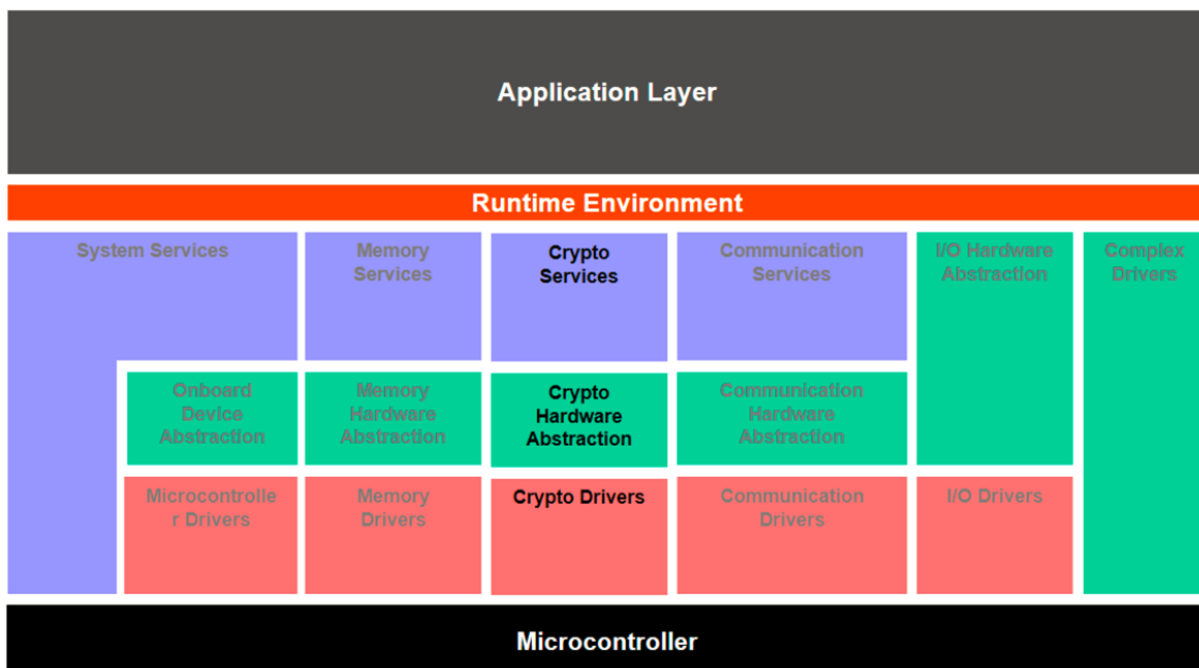 Application Layer
Runtime Environment
System Services
Memory
Services
Crypto
Services
Communication
Services
I/O Hardware
Abstraction
Complex
Drivers
Onboard
Device
Abstraction
Memory
Hardware
Abstraction
Crypto
Hardware
Abstraction
Communication
Hardware
Abstraction
Microcontrolle
r Drivers
Memory
Drivers
Crypto Drivers
Communication
Drivers
I/O Drivers
Microcontroller